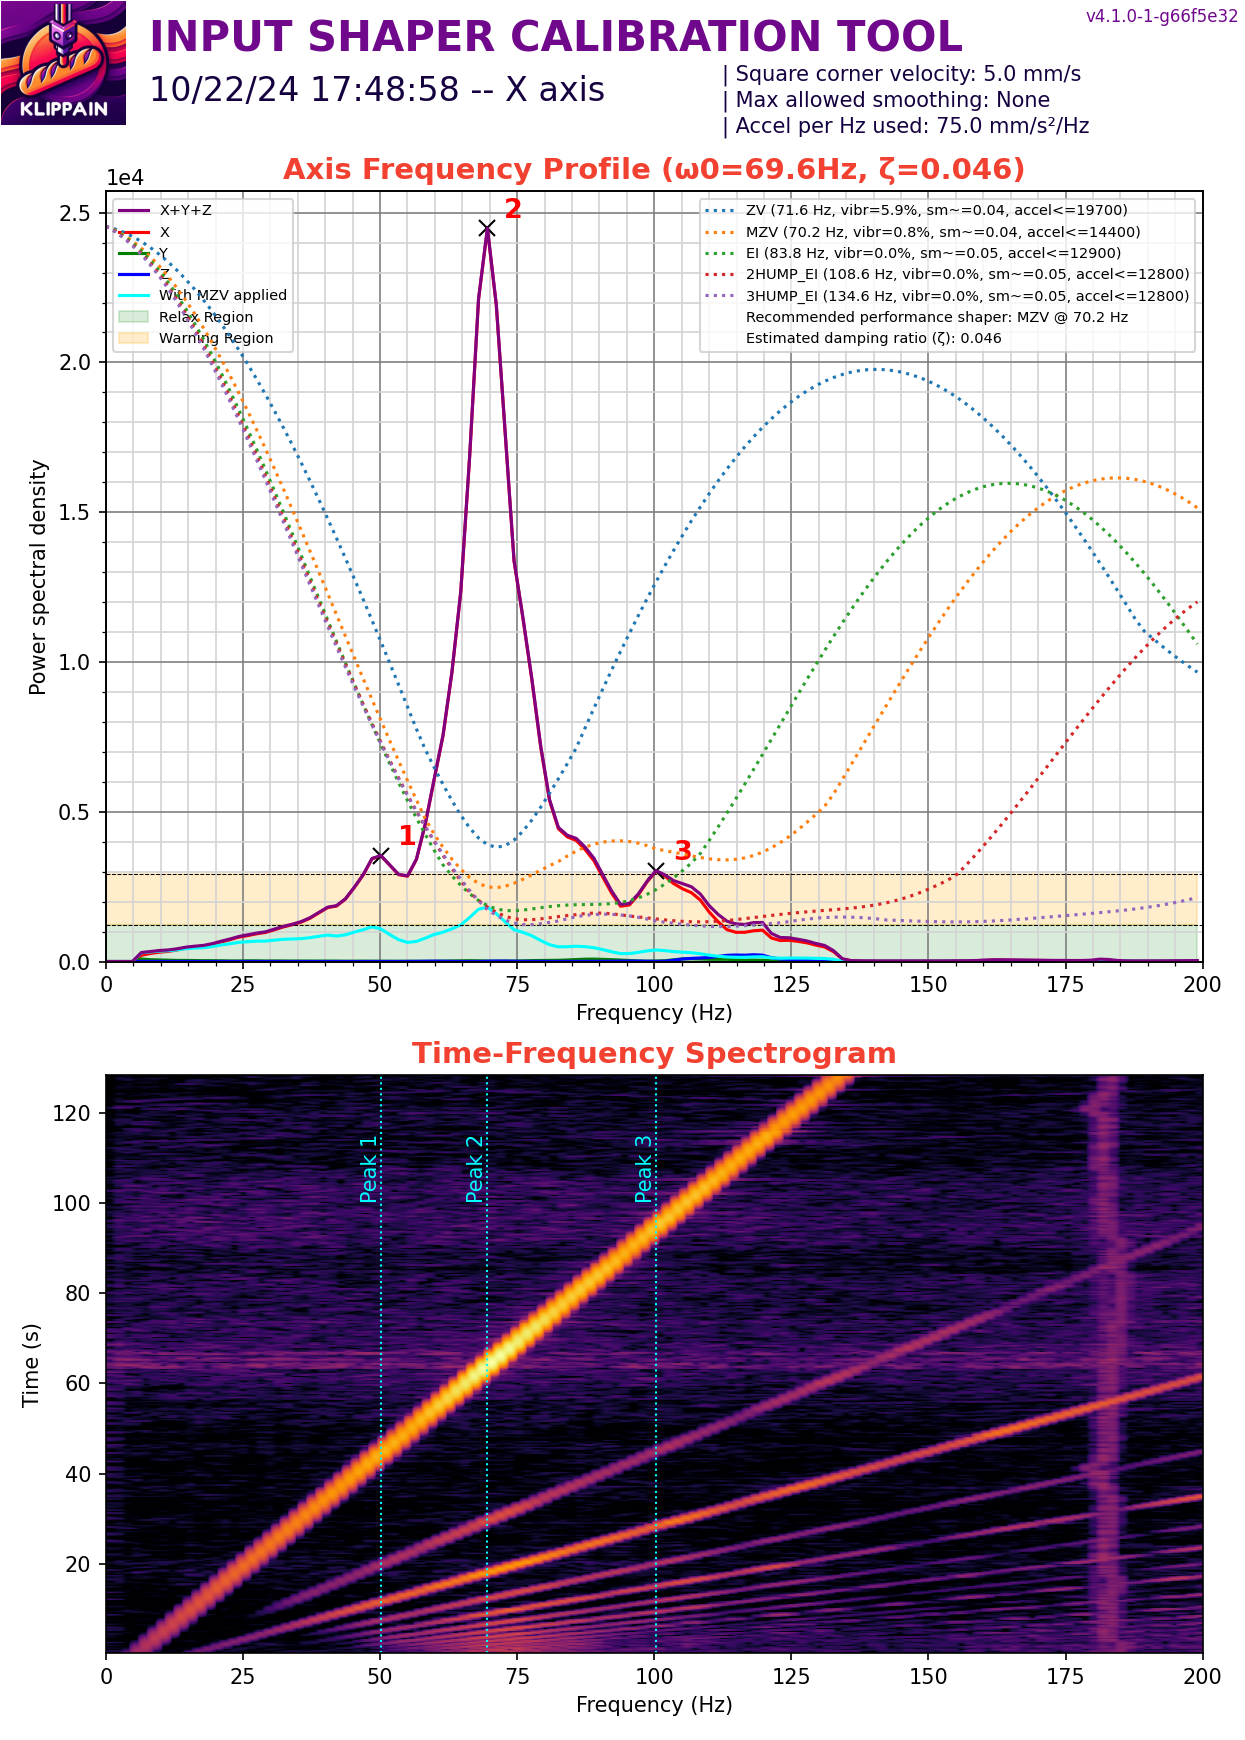 v4.1.0-1-g66f5e32
INPUT SHAPER CALIBRATION TOOL
KLIPPAIN
10/22/24 17:48:58 -- X axis
| Square corner velocity: 5.0 mm/s
| Max allowed smoothing: None
| Accel per Hz used: 75.0 mm/s²/Hz
Axis Frequency Profile (ω0=69.6Hz, ζ=0.046)
1e4
X+Y+Z
X
Y
Z
With MZV applied
Relax Region
Warning Region
ZV (71.6 Hz, vibr=5.9%, sm~=0.04, accel<=19700)
MZV (70.2 Hz, vibr=0.8%, sm~=0.04, accel<=14400)
EI (83.8 Hz, vibr=0.0%, sm~=0.05, accel<=12900)
2HUMP_EI (108.6 Hz, vibr=0.0%, sm~=0.05, accel<=12800)
3HUMP_EI (134.6 Hz, vibr=0.0%, sm~=0.05, accel<=12800)
Recommended performance shaper: MZV @ 70.2 Hz
Estimated damping ratio (ζ): 0.046
2
1
3
Power spectral density
2.5
2.0
1.5
1.0
0.5
0.0
0 25 50 75 100 125 150 175 200
Frequency (Hz)
Time-Frequency Spectrogram
Peak 1
Peak 2
Peak 3
Time (s)
120
100
80
60
40
20
0 25 50 75 100 125 150 175 200
Frequency (Hz)